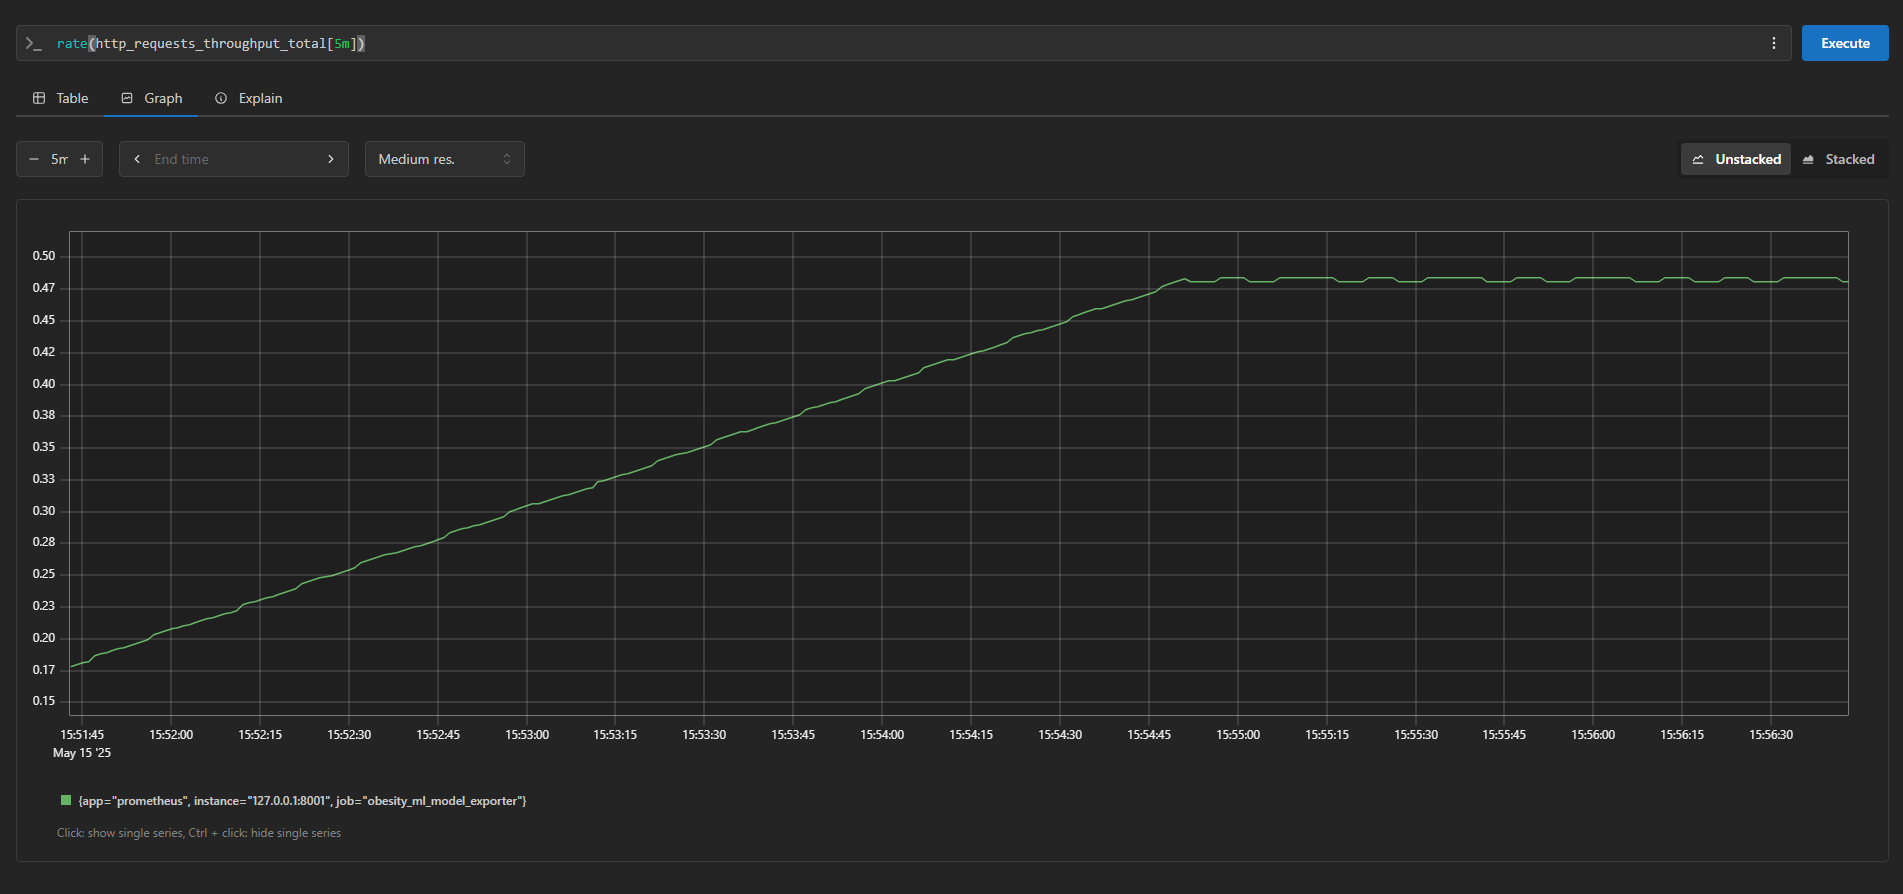 rate(http_requests_throughput_total[5m])
Execute
Table Graph Explain
5m End time Medium res. Unstacked Stacked
0.50
0.47
0.45
0.42
0.40
0.38
0.35
0.33
0.30
0.28
0.25
0.23
0.20
0.17
0.15
15:51:45 15:52:00 15:52:15 15:52:30 15:52:45 15:53:00 15:53:15 15:53:30 15:53:45 15:54:00 15:54:15 15:54:30 15:54:45 15:55:00 15:55:15 15:55:30 15:55:45 15:56:00 15:56:15 15:56:30
May 15 '25
{app="prometheus", instance="127.0.0.1:8001", job="obesity_ml_model_exporter"}
Click: show single series, Ctrl + click: hide single series